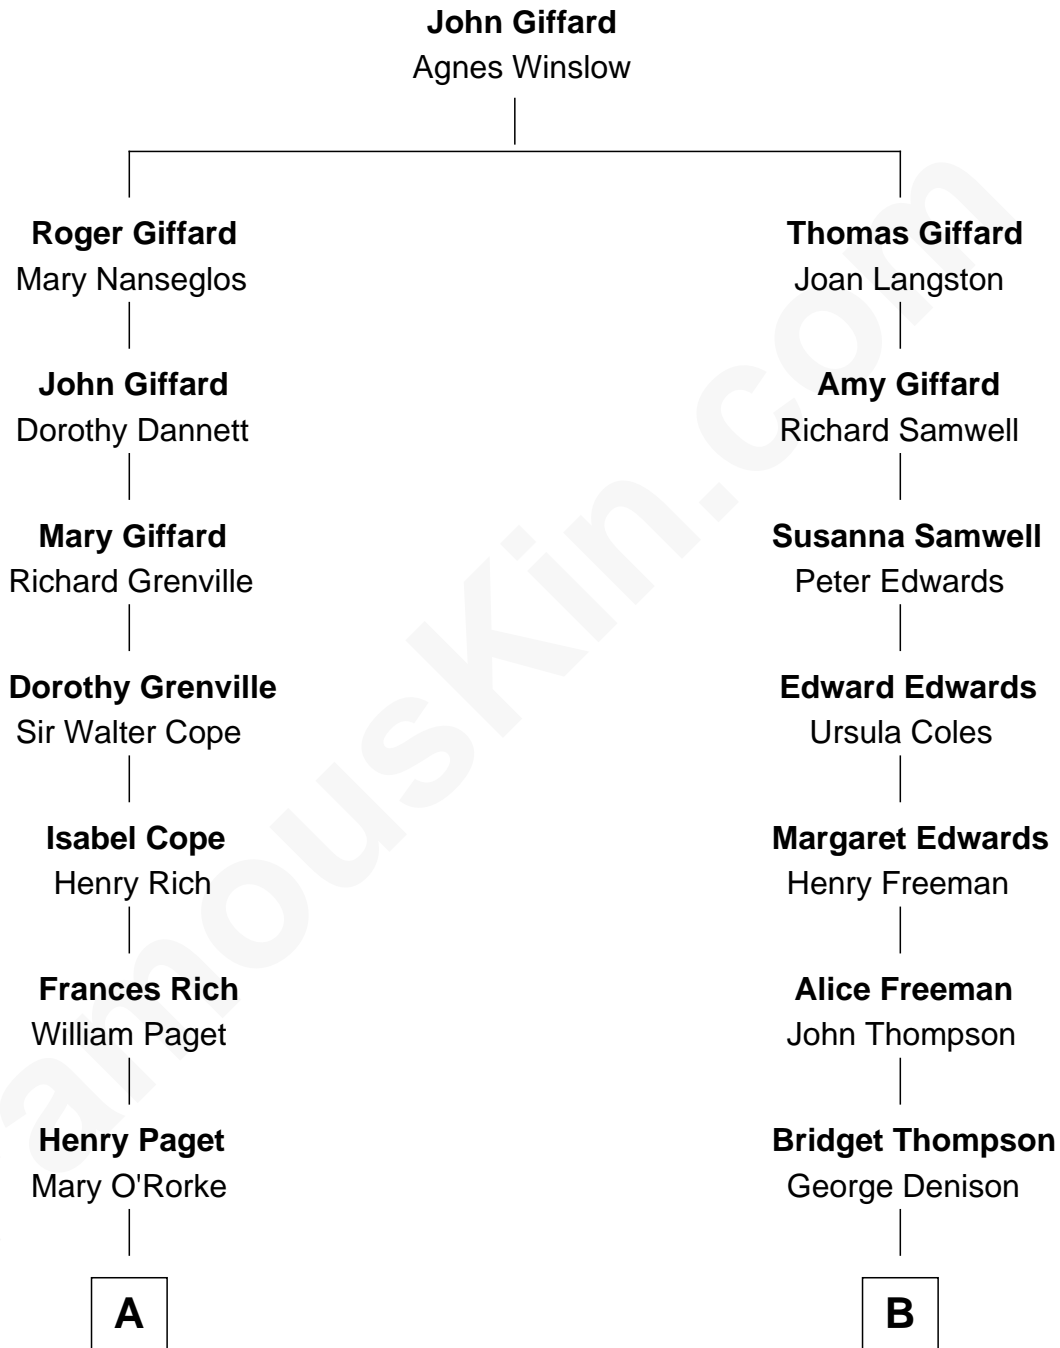 John Giffard
Agnes Winslow
Roger Giffard
Mary Nanseglos
Thomas Giffard
Joan Langston
John Giffard
Dorothy Dannett
Amy Giffard
Richard Samwell
Mary Giffard
Richard Grenville
Susanna Samwell
Peter Edwards
Dorothy Grenville
Sir Walter Cope
Edward Edwards
Ursula Coles
Isabel Cope
Henry Rich
Margaret Edwards
Henry Freeman
Frances Rich
William Paget
Alice Freeman
John Thompson
Henry Paget
Mary O'Rorke
Bridget Thompson
George Denison
A
B
amousKin.com